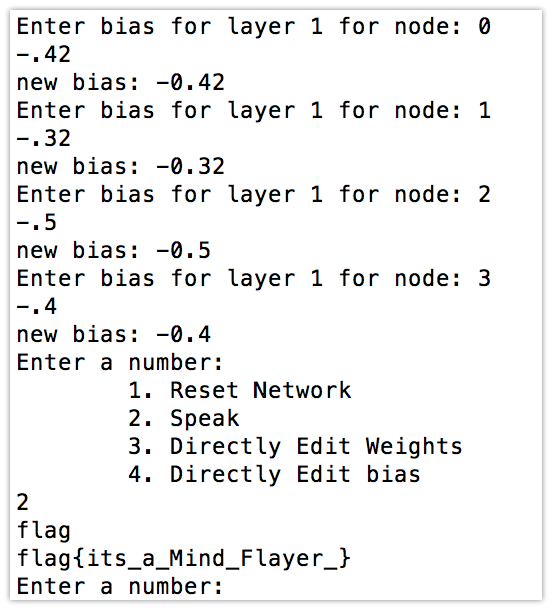 Enter bias for layer 1 for node: 0
-.42
new bias: -0.42
Enter bias for layer 1 for node: 1
-.32
new bias: -0.32
Enter bias for layer 1 for node: 2
-.5
new bias: -0.5
Enter bias for layer 1 for node: 3
-.4
new bias: -0.4
Enter a number:
1. Reset Network
2. Speak
3. Directly Edit Weights
4. Directly Edit bias
2
flag
flag{its_a_Mind_Flayer_}
Enter a number: